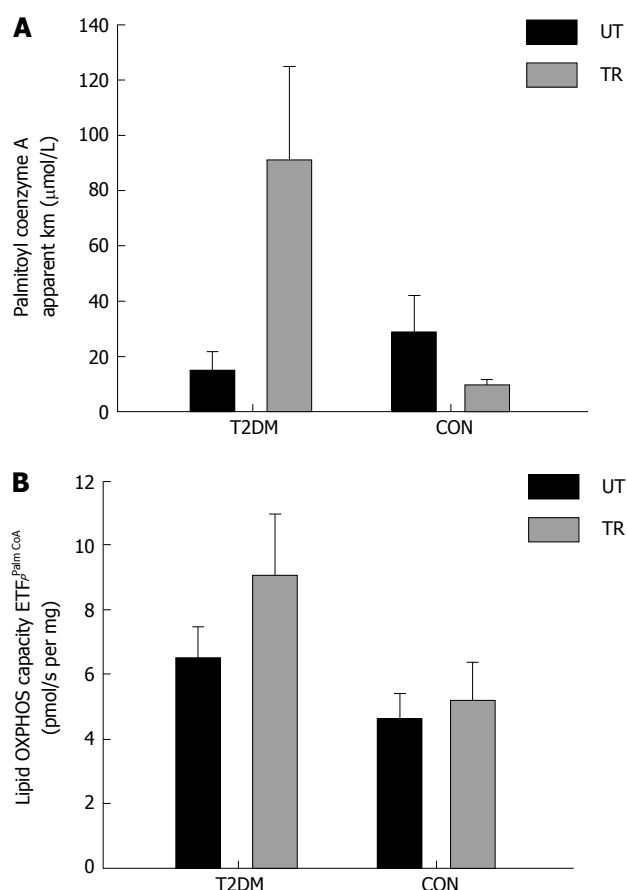 A
140
120
100
80
60
40
20
0
Palmitoyl coenzyme A
apparent km (μmol/L)
UT
TR
T2DM
CON
B
12
10
8
6
4
2
0
Lipid OXPHOS capacity ETFP Palm CoA
(pmol/s per mg)
UT
TR
T2DM
CON